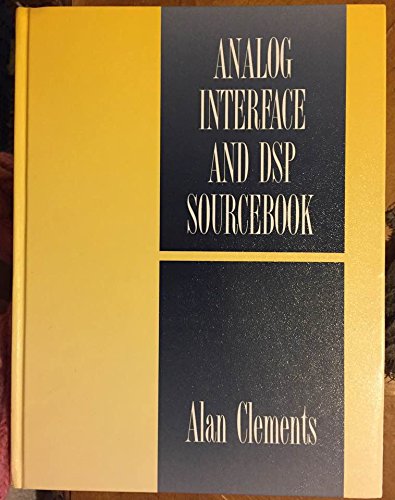 ANALOG
INTERFACE
AND DSP
SOURCEBOOK
Alan Clements